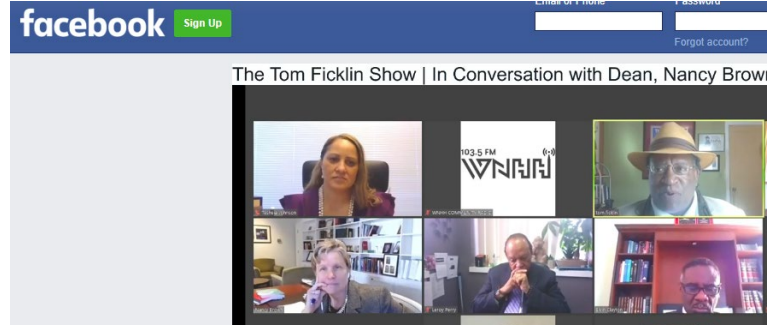 facebook
Sign Up
Email or Phone
Password
Forgot account?
The Tom Ficklin Show | In Conversation with Dean, Nancy Brown
103.5 FM
WNHH